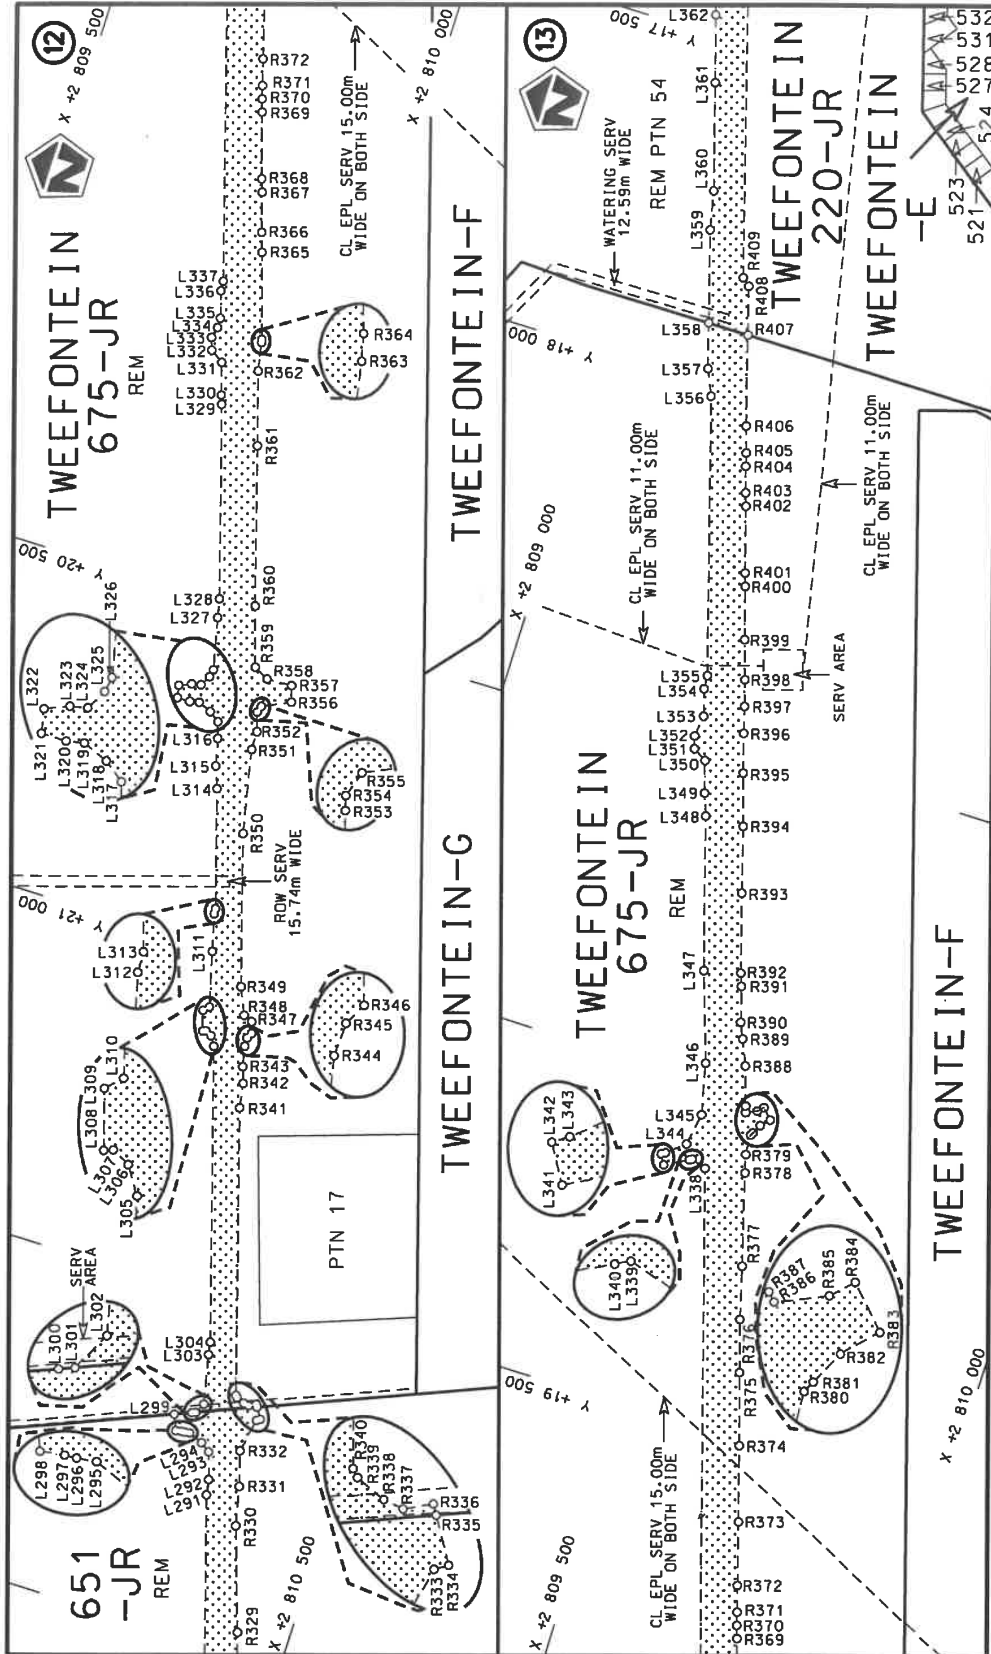 12
X +2 809 500
N
TWEEFONTEIN
675-JR
REM
R372
R371
R370
R369
R368
R367
R366
R365
CL EPL SERV 15.00m
WIDE ON BOTH SIDE
X +2 810 000
L337
L336
L335
L334
L333
L332
L331
L330
L329
R364
R363
R362
R361
TWEEFONTEIN-F
Y +20 500
L328
L327
R360
R359
R358
R357
R356
R352
R351
L326
L325
L324
L323
L322
L321
L320
L319
L318
L317
L316
L315
L314
R355
R354
R353
R350
ROW SERV
15.74m WIDE
Y +21 000
L313
L312
L311
R349
R348
R347
R346
R345
R344
R343
R342
R341
L310
L309
L308
L307
L306
L305
TWEEFONTEIN-G
PTN 17
SERV
AREA
L304
L303
L302
L301
L300
L299
L298
L297
L296
L295
L294
L293
L292
L291
R340
R339
R338
R337
R336
R335
R334
R333
R332
R331
R330
R329
651
-JR
REM
X +2 810 500
13
N
Y +17 500
L362
L361
L360
L359
REM PTN 54
WATERING SERV
12.59m WIDE
TWEEFONTEIN
220-JR
TWEEFONTEIN
-E
532
531
528
527
524
523
521
R409
R408
R407
L358
L357
L356
Y +18 000
R406
R405
R404
R403
R402
R401
R400
R399
R398
R397
R396
R395
R394
R393
R392
R391
R390
R389
R388
CL EPL SERV 11.00m
WIDE ON BOTH SIDE
CL EPL SERV 11.00m
WIDE ON BOTH SIDE
X +2 809 000
SERV AREA
L355
L354
L353
L352
L351
L350
L349
L348
L347
L346
L345
L344
L343
L342
L341
L340
L339
L338
TWEEFONTEIN
675-JR
REM
TWEEFONTEIN-F
R387
R386
R385
R384
R383
R382
R381
R380
R379
R378
R377
R376
R375
R374
R373
R372
R371
R370
R369
Y +19 500
CL EPL SERV 15.00m
WIDE ON BOTH SIDE
X +2 809 500
X +2 810 000